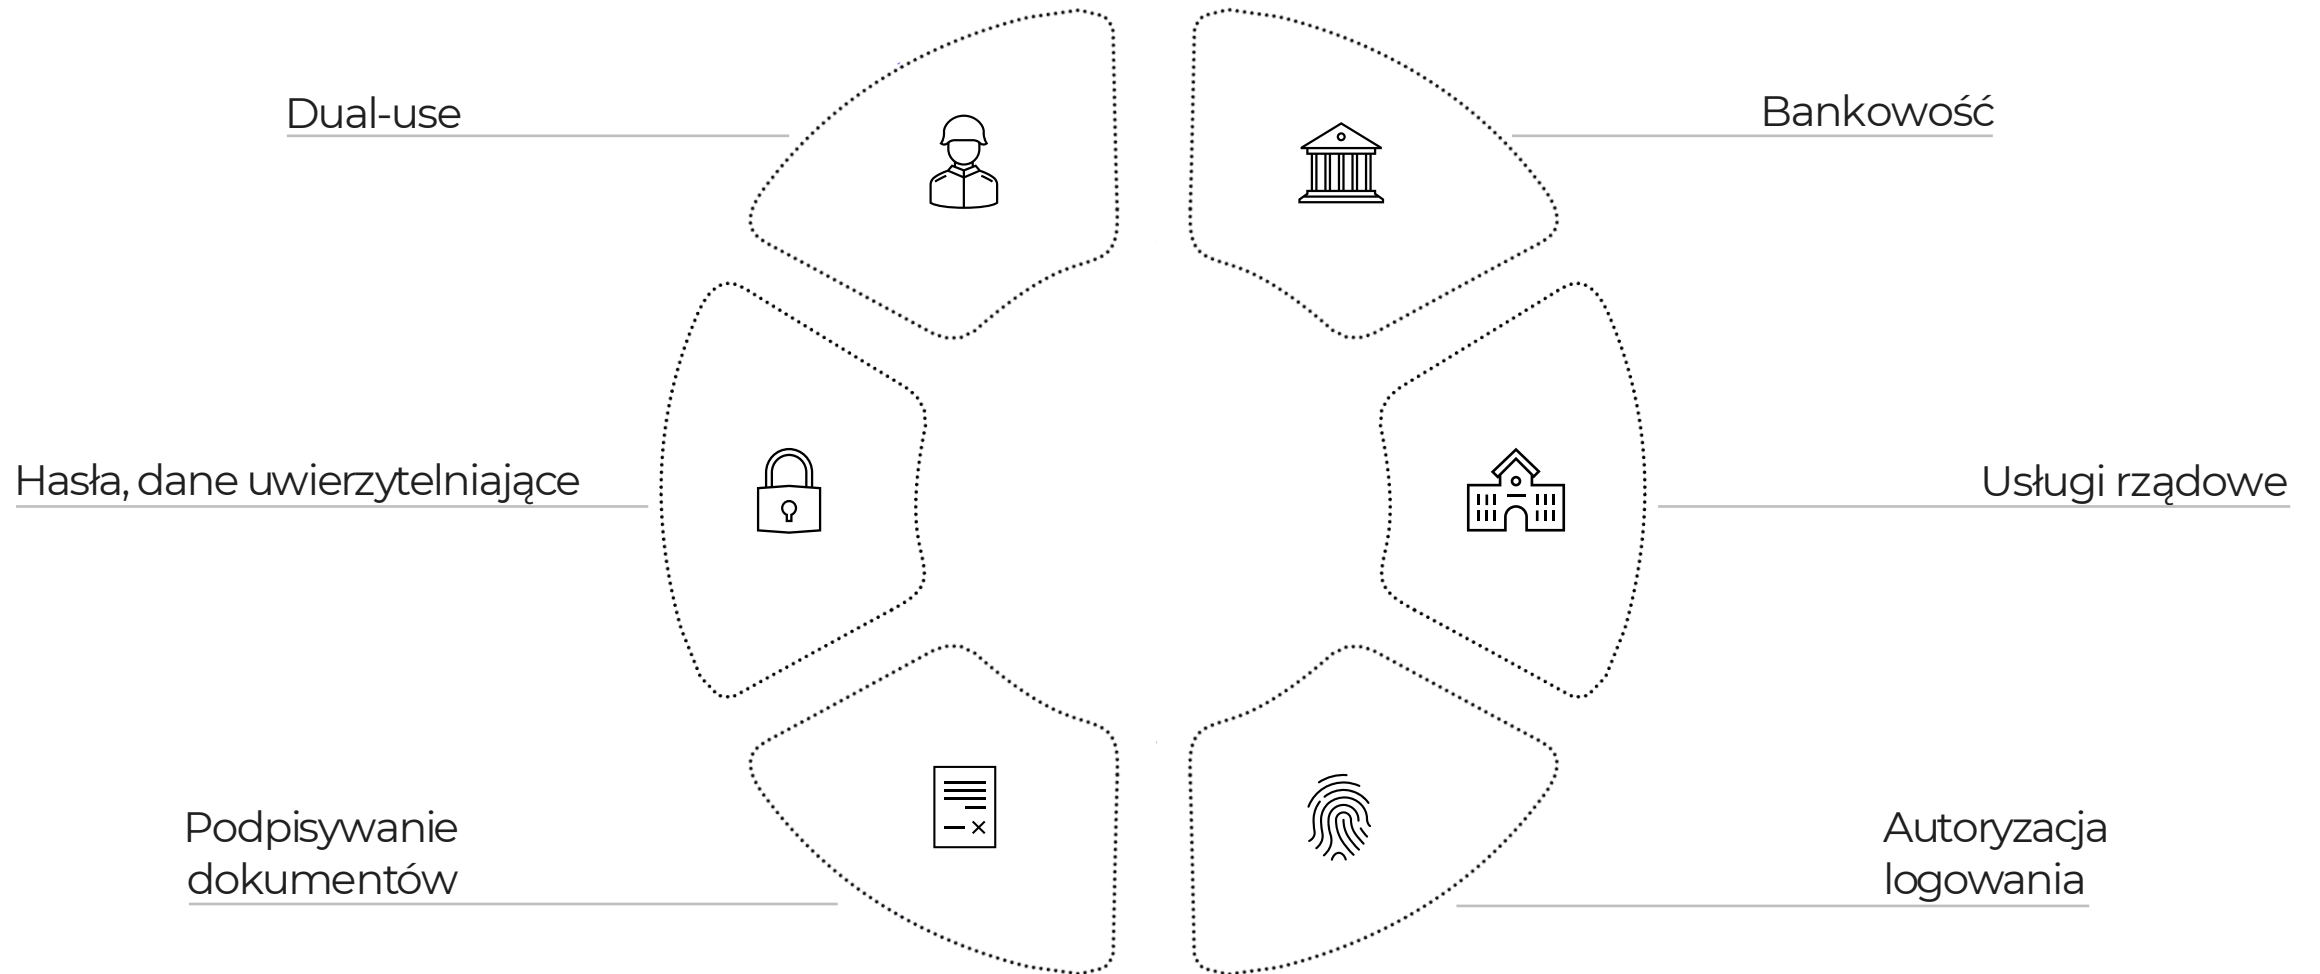 Dual-use
Bankowość
Hasła, dane uwierzytelniające
Usługi rządowe
Podpisywanie
dokumentów
Autoryzacja
logowania